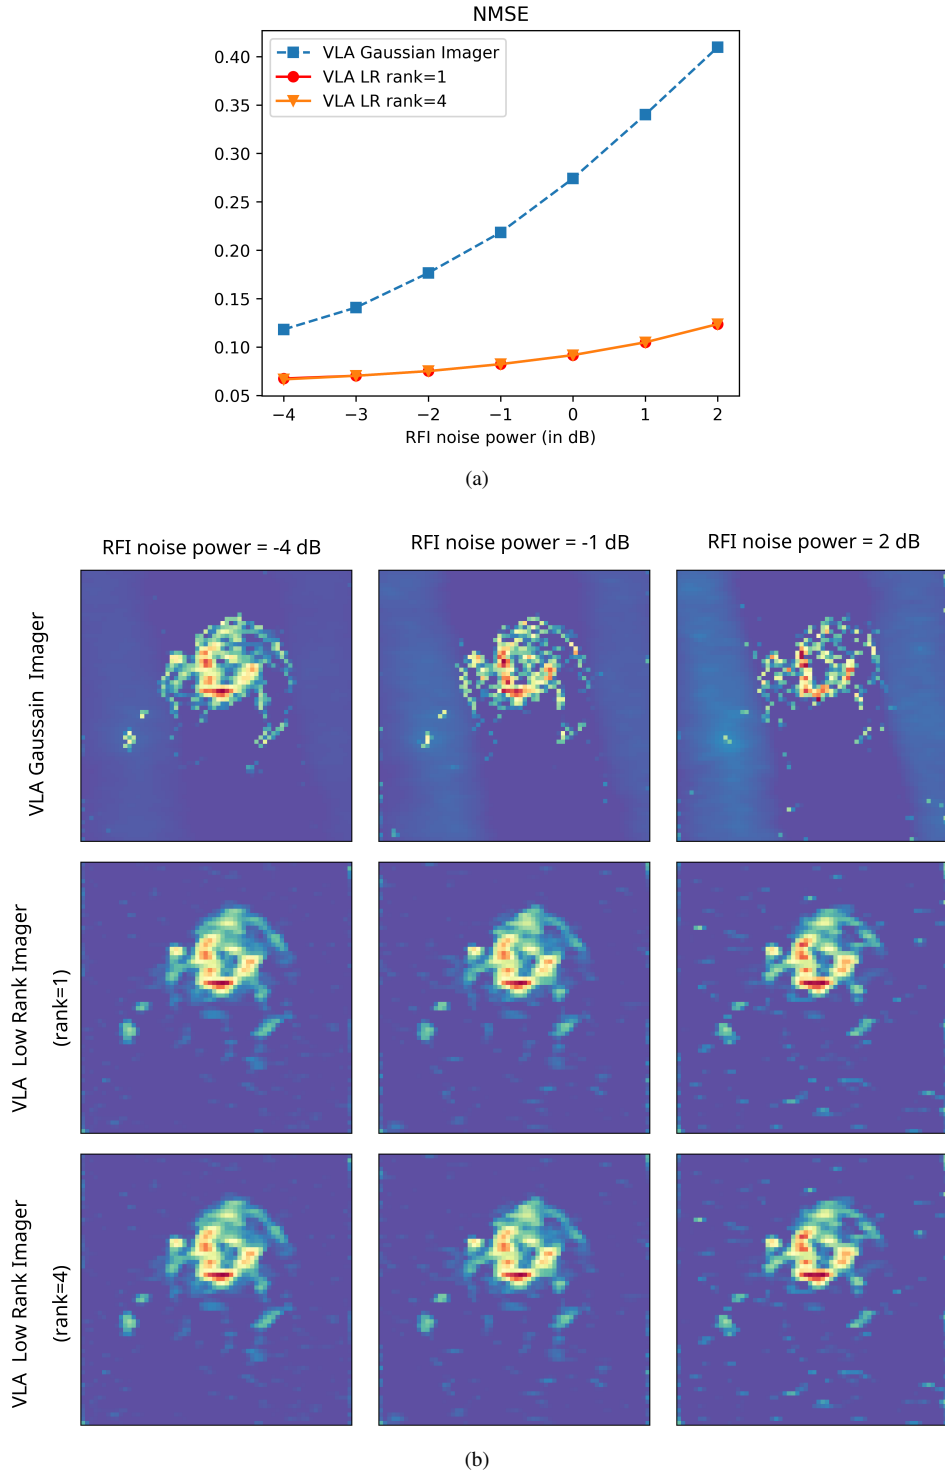 NMSE
VLA Gaussian Imager
VLA LR rank=1
VLA LR rank=4
0.40
0.35
0.30
0.25
0.20
0.15
0.10
0.05
−4 −3 −2 −1 0 1 2
RFI noise power (in dB)
(a)
RFI noise power = -4 dB RFI noise power = -1 dB RFI noise power = 2 dB
VLA Gaussain Imager
VLA Low Rank Imager
(rank=1)
VLA Low Rank Imager
(rank=4)
(b)